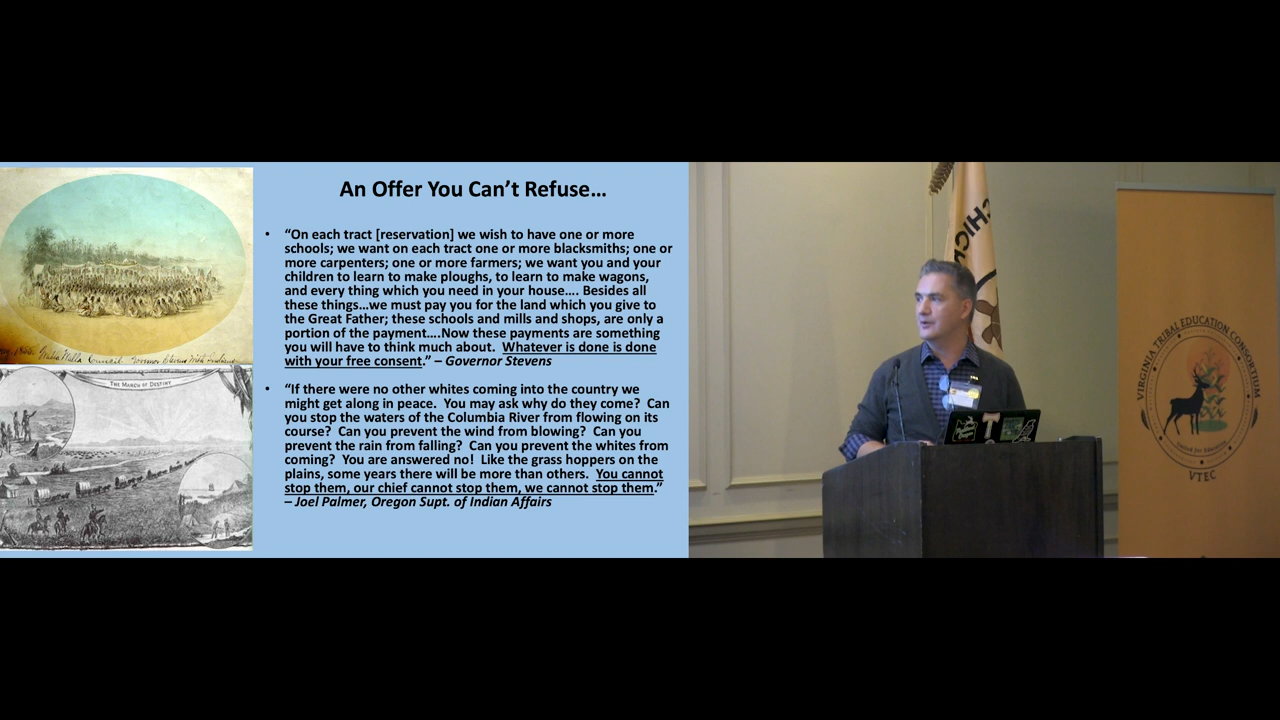 An Offer You Can't Refuse…
• “On each tract [reservation] we wish to have one or more
schools; we want on each tract one or more blacksmiths; one or
more carpenters; one or more farmers; we want you and your
children to learn to make ploughs, to learn to make wagons,
and every thing which you need in your house…. Besides all
these things…we must pay you for the land which you give to
the Great Father; these schools and mills and shops, are only a
portion of the payment….Now these payments are something
you will have to think much about. Whatever is done is done
with your free consent.” – Governor Stevens
• “If there were no other whites coming into the country we
might get along in peace. You may ask why do they come? Can
you stop the waters of the Columbia River from flowing on its
course? Can you prevent the wind from blowing? Can you
prevent the rain from falling? Can you prevent the whites from
coming? You are answered no! Like the grass hoppers on the
plains, some years there will be more than others. You cannot
stop them, our chief cannot stop them, we cannot stop them.”
– Joel Palmer, Oregon Supt. of Indian Affairs
Walla Walla Council
THE MARCH OF DESTINY
CHIC
T
VIRGINIA TRIBAL EDUCATION CONSORTIUM
United for Education
VTEC